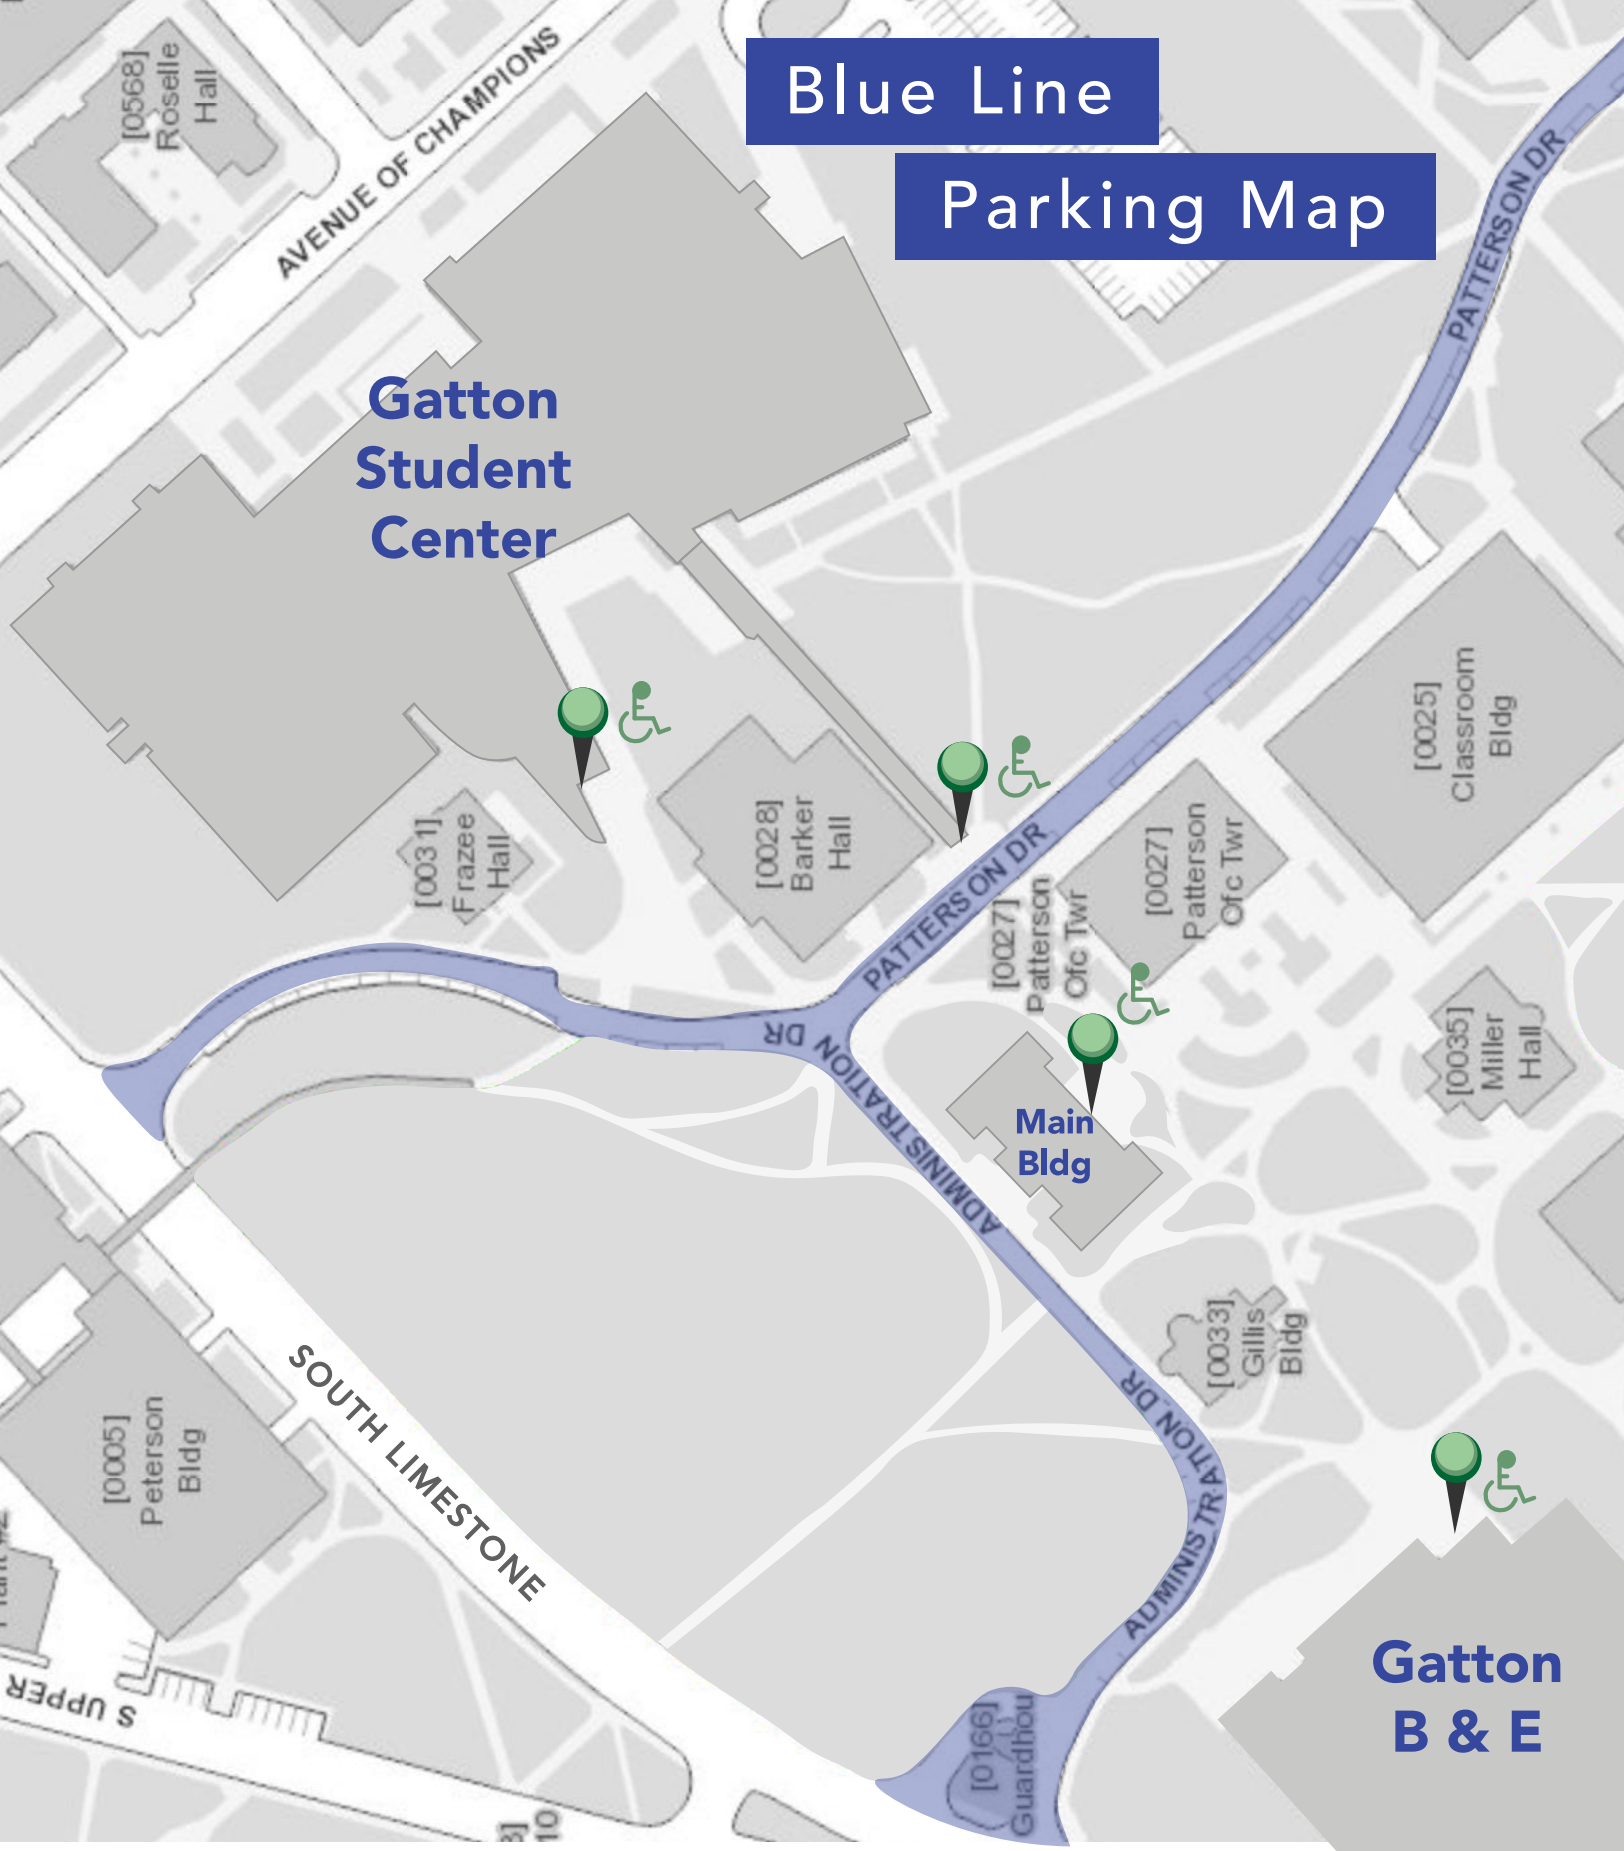 Blue Line
Parking Map
[0568]
Roselle
Hall
AVENUE OF CHAMPIONS
PATTERSON DR
Gatton
Student
Center
[0025]
Classroom
Bldg
[0031]
Frazee
Hall
[0028]
Barker
Hall
PATTERSON DR
[0027]
Patterson
Ofc Twr
[0027]
Patterson
Ofc Twr
[0035]
Miller
Hall
ADMINISTRATION DR
Main
Bldg
[0033]
Gillis
Bldg
ADMINISTRATION DR
[0005]
Peterson
Bldg
SOUTH LIMESTONE
S UPPER
[0166]
Guardhou
Gatton
B & E
10